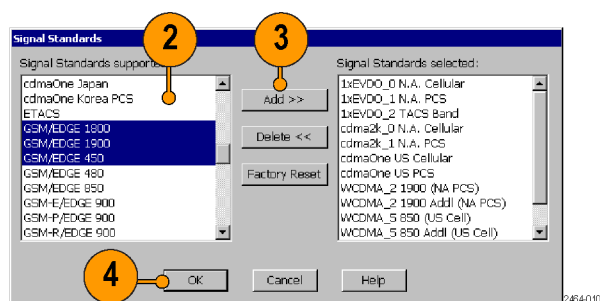 Signal Standards
2
3
Signal Standards supporte
Signal Standards selected:
cdmaOne Japan
cdmaOne Korea PCS
ETACS
GSM/EDGE 1800
GSM/EDGE 1900
GSM/EDGE 450
GSM/EDGE 480
GSM/EDGE 850
GSM-E/EDGE 900
GSM-P/EDGE 900
GSM-R/EDGE 900
Add >>
Delete <<
Factory Reset
1xEVDO_0 N.A. Cellular
1xEVDO_1 N.A. PCS
1xEVDO_2 TACS Band
cdma2k_0 N.A. Cellular
cdma2k_1 N.A. PCS
cdmaOne US Cellular
cdmaOne US PCS
WCDMA_2 1900 (NA PCS)
WCDMA_2 1900 Addl (NA PCS)
WCDMA_5 850 (US Cell)
WCDMA_5 850 Addl (US Cell)
4
OK
Cancel
Help
2464-010